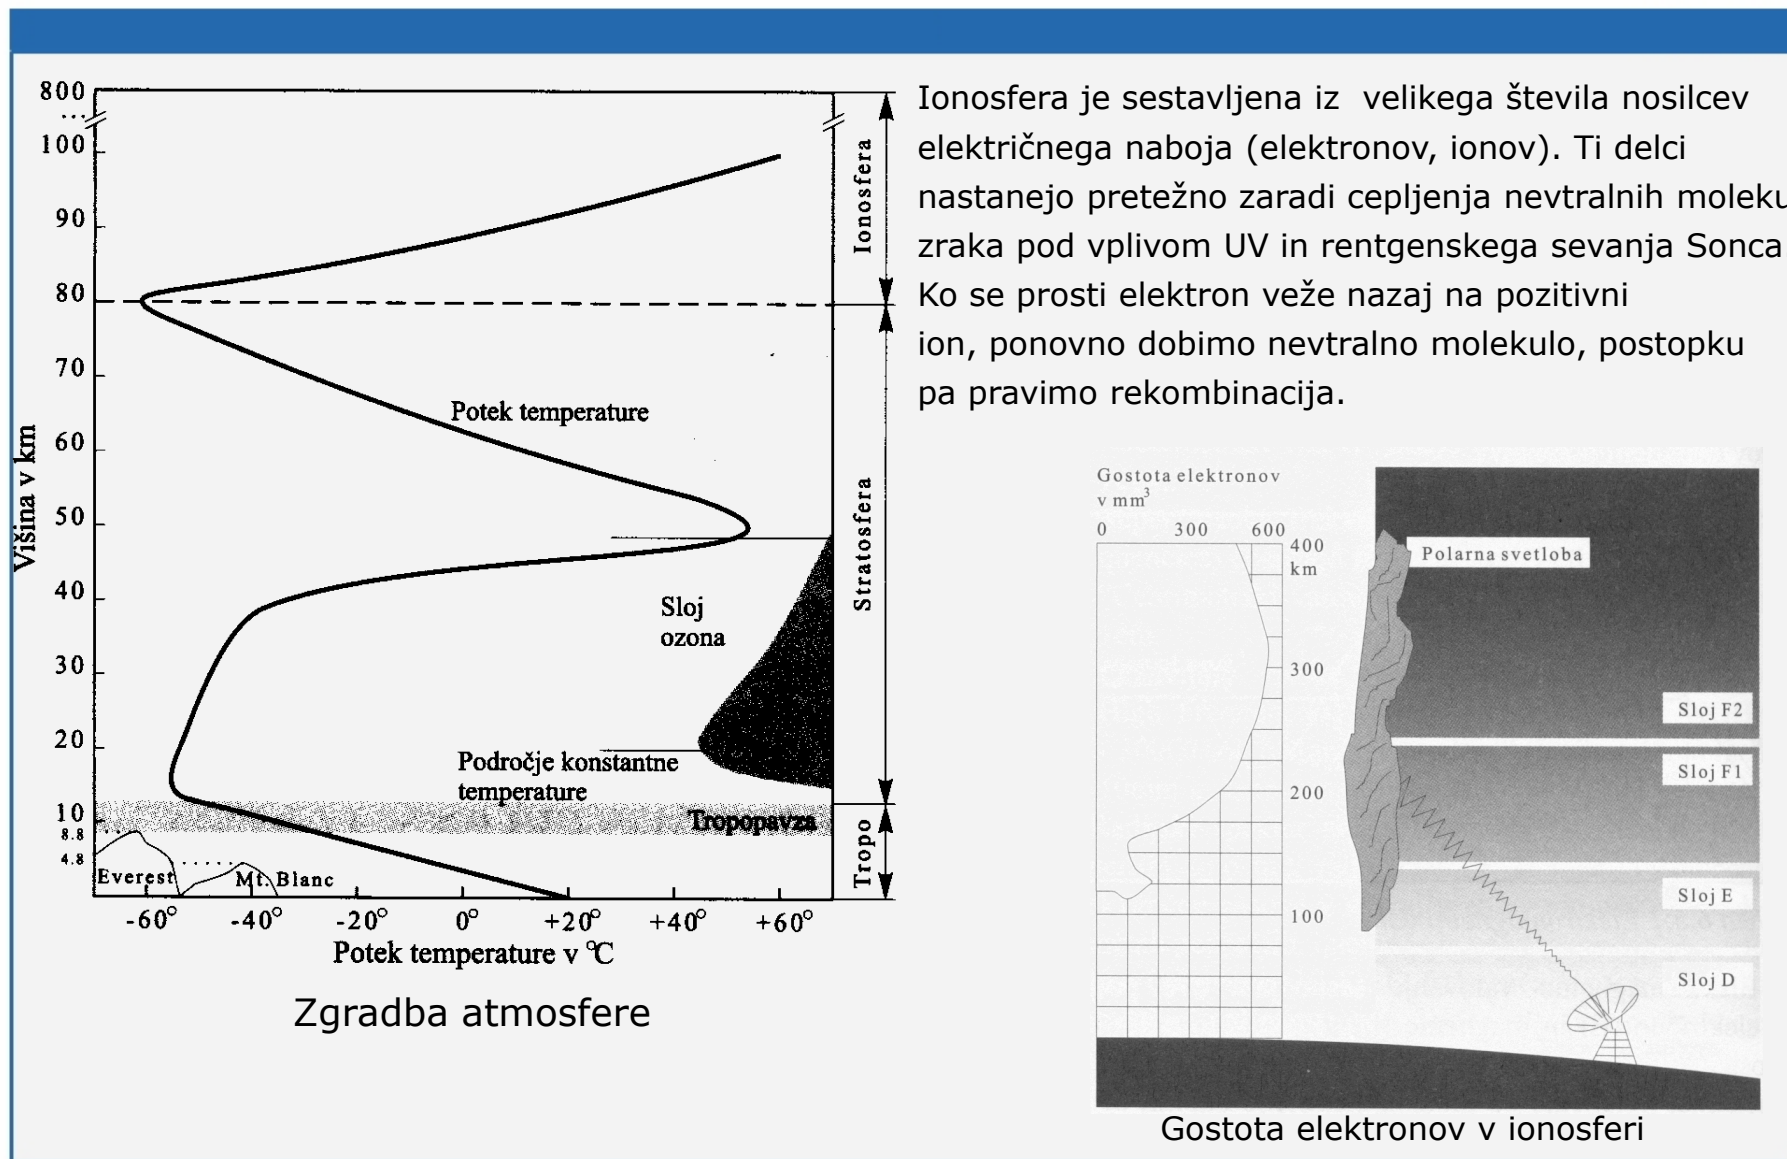 800
...
100
90
80
70
60
50
40
30
20
10
8.8
4.8
Višina v km
Potek temperature
Sloj
ozona
Področje konstantne
temperature
Tropopavza
Everest
Mt. Blanc
Ionosfera
Stratosfera
Tropo
-60° -40° -20° 0° +20° +40° +60°
Potek temperature v °C
Zgradba atmosfere
Ionosfera je sestavljena iz velikega števila nosilcev
električnega naboja (elektronov, ionov). Ti delci
nastanejo pretežno zaradi cepljenja nevtralnih moleku
zraka pod vplivom UV in rentgenskega sevanja Sonca
Ko se prosti elektron veže nazaj na pozitivni
ion, ponovno dobimo nevtralno molekulo, postopku
pa pravimo rekombinacija.
Gostota elektronov
v mm³
0 300 600
400
km
300
200
100
Polarna svetloba
Sloj F2
Sloj F1
Sloj E
Sloj D
Gostota elektronov v ionosferi